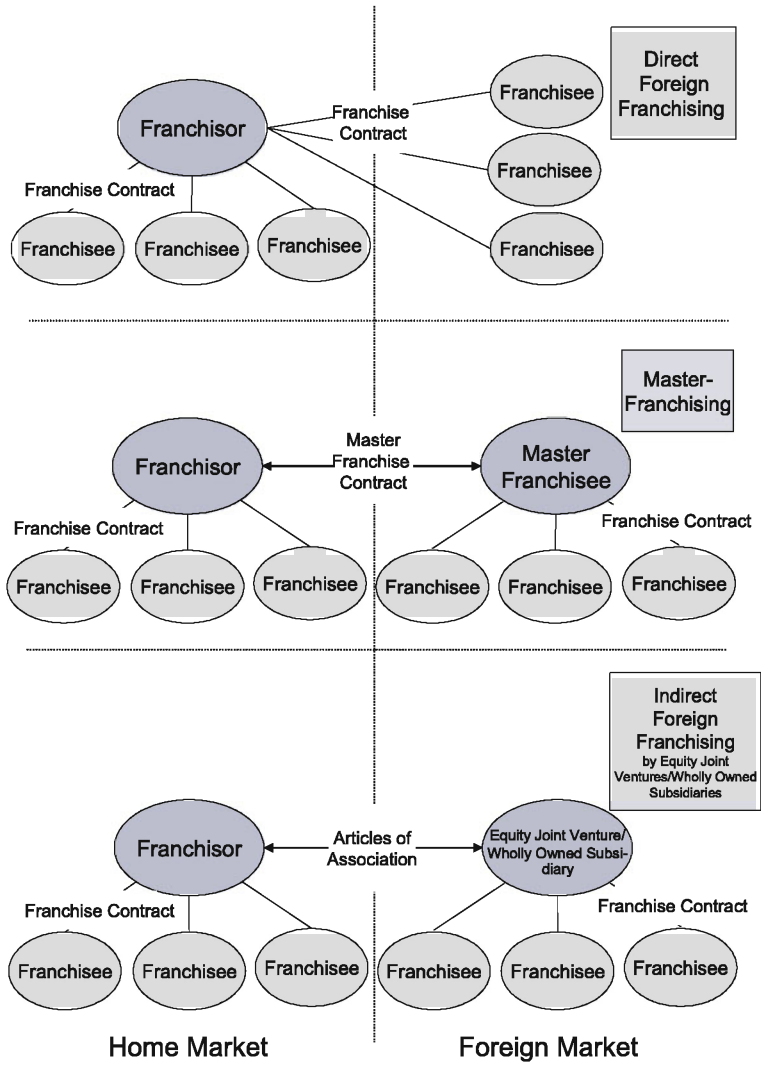 Direct
Foreign
Franchising
Franchisor
Franchise
Contract
Franchisee
Franchisee
Franchisee
Franchise Contract
Franchisee
Franchisee
Franchisee
Master-
Franchising
Franchisor
Master
Franchise
Contract
Master
Franchisee
Franchise Contract
Franchise Contract
Franchisee
Franchisee
Franchisee
Franchisee
Franchisee
Franchisee
Indirect
Foreign
Franchising
by Equity Joint
Ventures/Wholly Owned
Subsidiaries
Franchisor
Articles of
Association
Equity Joint Venture/
Wholly Owned Subsi-
diary
Franchise Contract
Franchise Contract
Franchisee
Franchisee
Franchisee
Franchisee
Franchisee
Franchisee
Home Market
Foreign Market